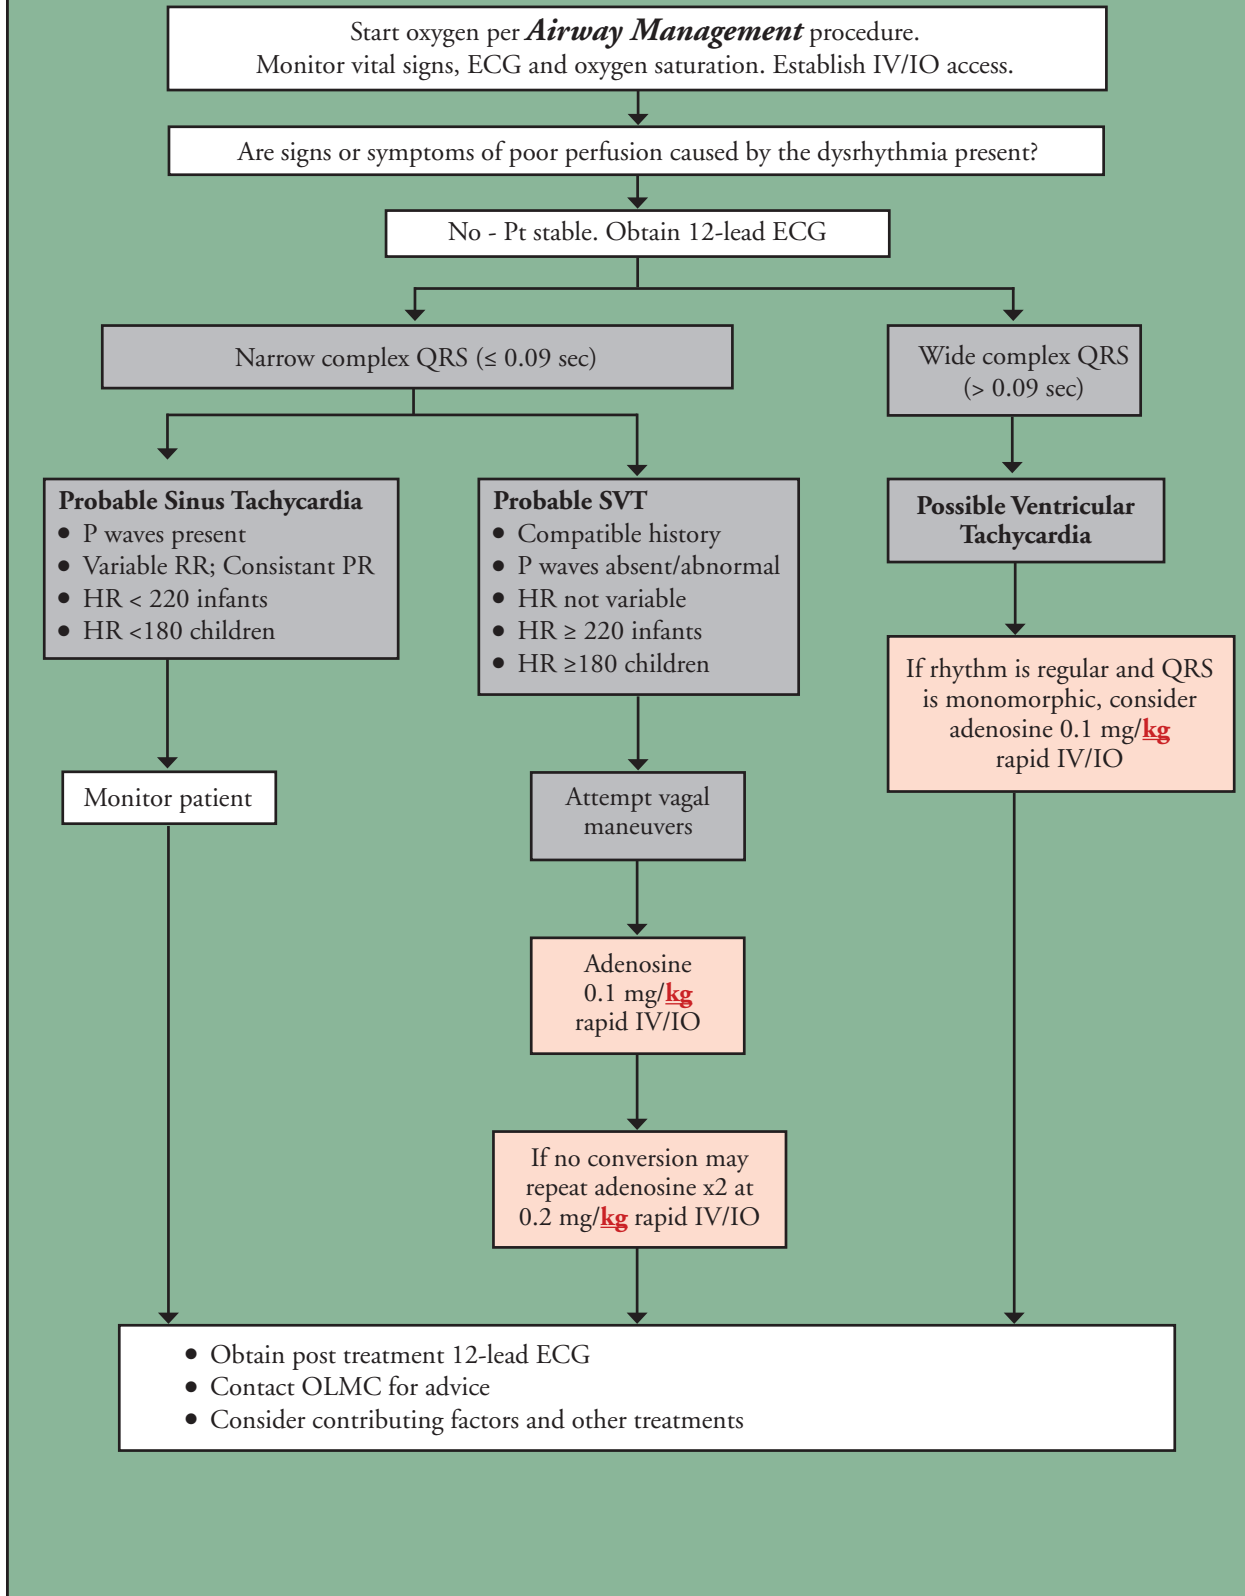 Start oxygen per Airway Management procedure.
Monitor vital signs, ECG and oxygen saturation. Establish IV/IO access.
Are signs or symptoms of poor perfusion caused by the dysrhythmia present?
No - Pt stable. Obtain 12-lead ECG
Narrow complex QRS (≤ 0.09 sec)
Wide complex QRS
(> 0.09 sec)
Probable Sinus Tachycardia
• P waves present
• Variable RR; Consistant PR
• HR < 220 infants
• HR <180 children
Probable SVT
• Compatible history
• P waves absent/abnormal
• HR not variable
• HR ≥ 220 infants
• HR ≥180 children
Possible Ventricular
Tachycardia
If rhythm is regular and QRS
is monomorphic, consider
adenosine 0.1 mg/kg
rapid IV/IO
Monitor patient
Attempt vagal
maneuvers
Adenosine
0.1 mg/kg
rapid IV/IO
If no conversion may
repeat adenosine x2 at
0.2 mg/kg rapid IV/IO
• Obtain post treatment 12-lead ECG
• Contact OLMC for advice
• Consider contributing factors and other treatments